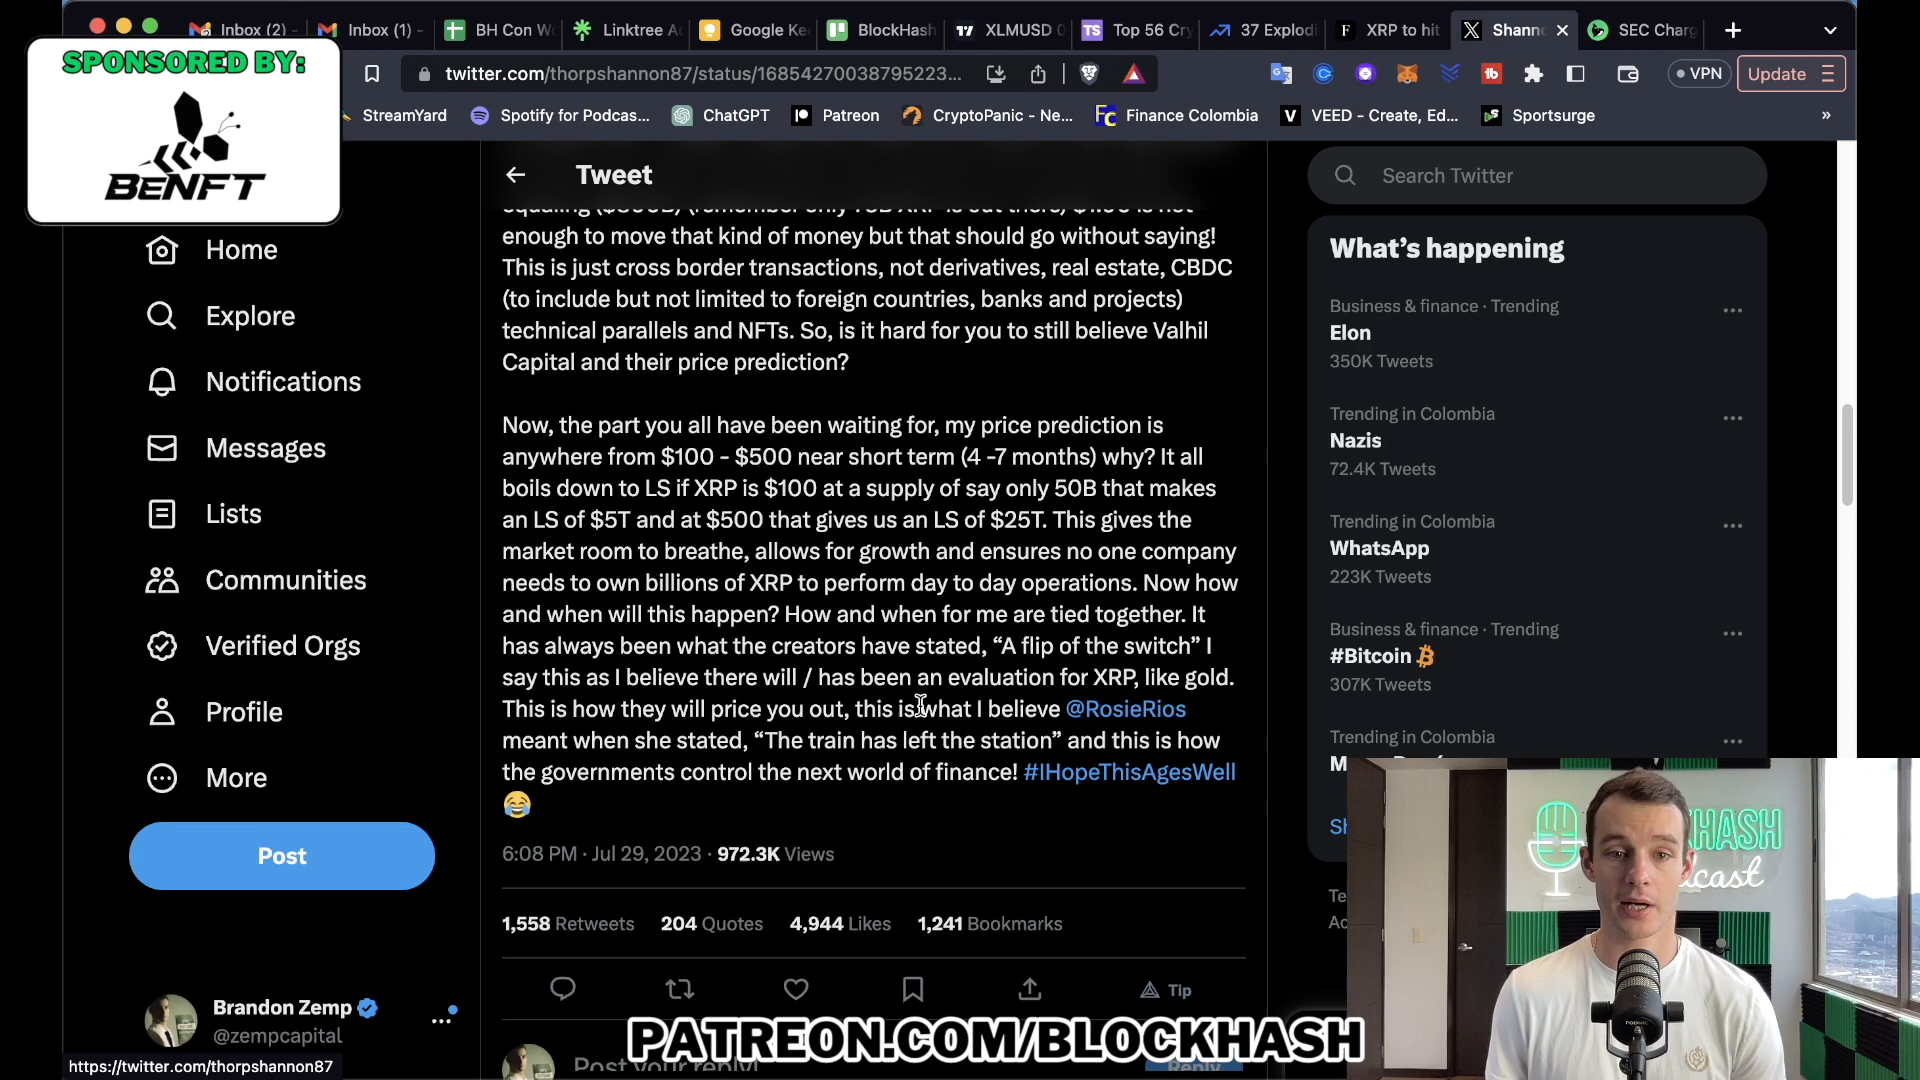 Inbox (2) -
Inbox (1) -
BH Con Wo
Linktree Ad
Google Kee
BlockHash
XLMUSD 0
Top 56 Cry
37 Explodi
XRP to hit
Shanno
SEC Charg
SPONSORED BY:
BENFT
twitter.com/thorpshannon87/status/16854270038795223...
VPN
Update
StreamYard
Spotify for Podcas...
ChatGPT
Patreon
CryptoPanic - Ne...
Finance Colombia
VEED - Create, Ed...
Sportsurge
»
Home
Explore
Notifications
Messages
Lists
Communities
Verified Orgs
Profile
More
Post
Brandon Zemp
@zempcapital
https://twitter.com/thorpshannon87
Tweet
enough to move that kind of money but that should go without saying!
This is just cross border transactions, not derivatives, real estate, CBDC
(to include but not limited to foreign countries, banks and projects)
technical parallels and NFTs. So, is it hard for you to still believe Valhil
Capital and their price prediction?
Now, the part you all have been waiting for, my price prediction is
anywhere from $100 - $500 near short term (4 -7 months) why? It all
boils down to LS if XRP is $100 at a supply of say only 50B that makes
an LS of $5T and at $500 that gives us an LS of $25T. This gives the
market room to breathe, allows for growth and ensures no one company
needs to own billions of XRP to perform day to day operations. Now how
and when will this happen? How and when for me are tied together. It
has always been what the creators have stated, “A flip of the switch” I
say this as I believe there will / has been an evaluation for XRP, like gold.
This is how they will price you out, this is what I believe @RosieRios
meant when she stated, “The train has left the station” and this is how
the governments control the next world of finance! #IHopeThisAgesWell
😂
6:08 PM · Jul 29, 2023 · 972.3K Views
1,558 Retweets 204 Quotes 4,944 Likes 1,241 Bookmarks
Tip
Post your reply!
Reply
PATREON.COM/BLOCKHASH
Search Twitter
What’s happening
Business & finance · Trending
Elon
350K Tweets
Trending in Colombia
Nazis
72.4K Tweets
Trending in Colombia
WhatsApp
223K Tweets
Business & finance · Trending
#Bitcoin
307K Tweets
Trending in Colombia